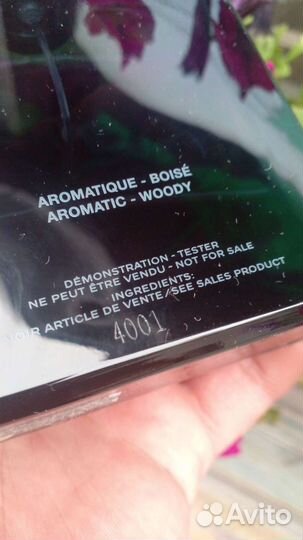 AROMATIQUE - BOISÉ
AROMATIC - WOODY
DÉMONSTRATION - TESTER
NE PEUT ÊTRE VENDU - NOT FOR SALE
INGREDIENTS:
OIR ARTICLE DE VENTE/SEE SALES PRODUCT
4001
Avito